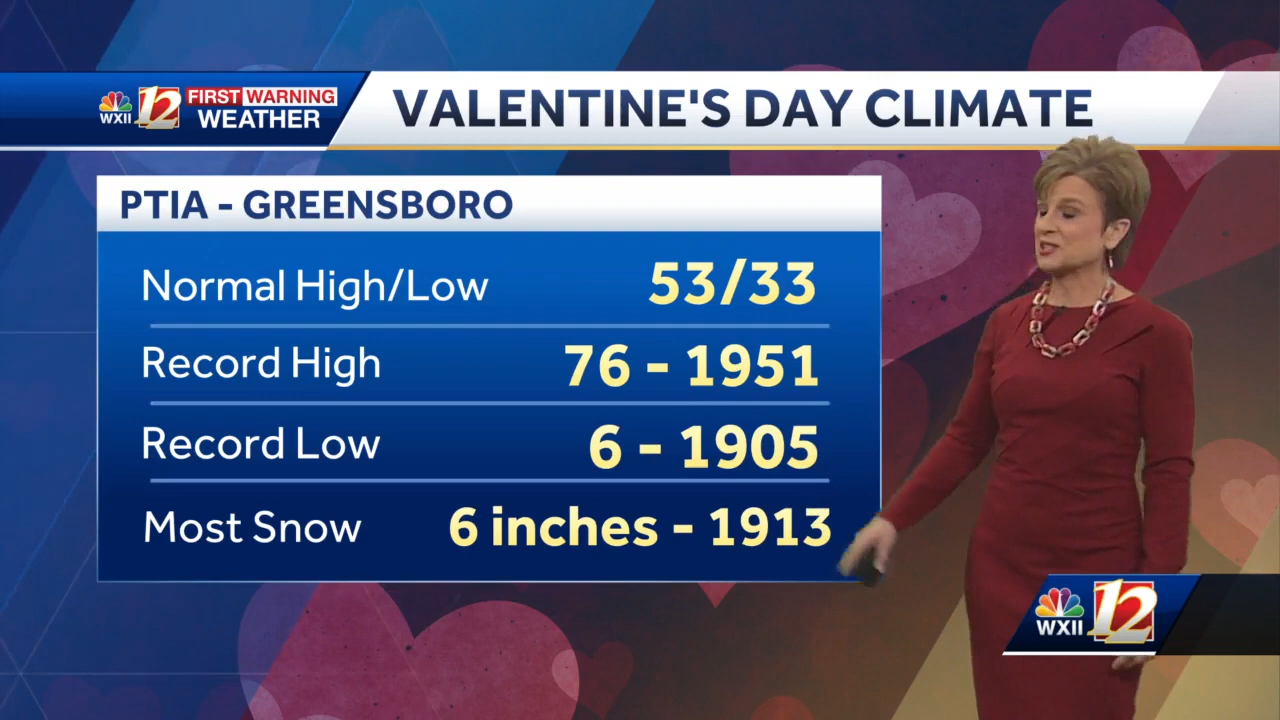 WXII 12 FIRST WARNING WEATHER
VALENTINE'S DAY CLIMATE
PTIA - GREENSBORO
Normal High/Low 53/33
Record High 76 - 1951
Record Low 6 - 1905
Most Snow 6 inches - 1913
WXII 12